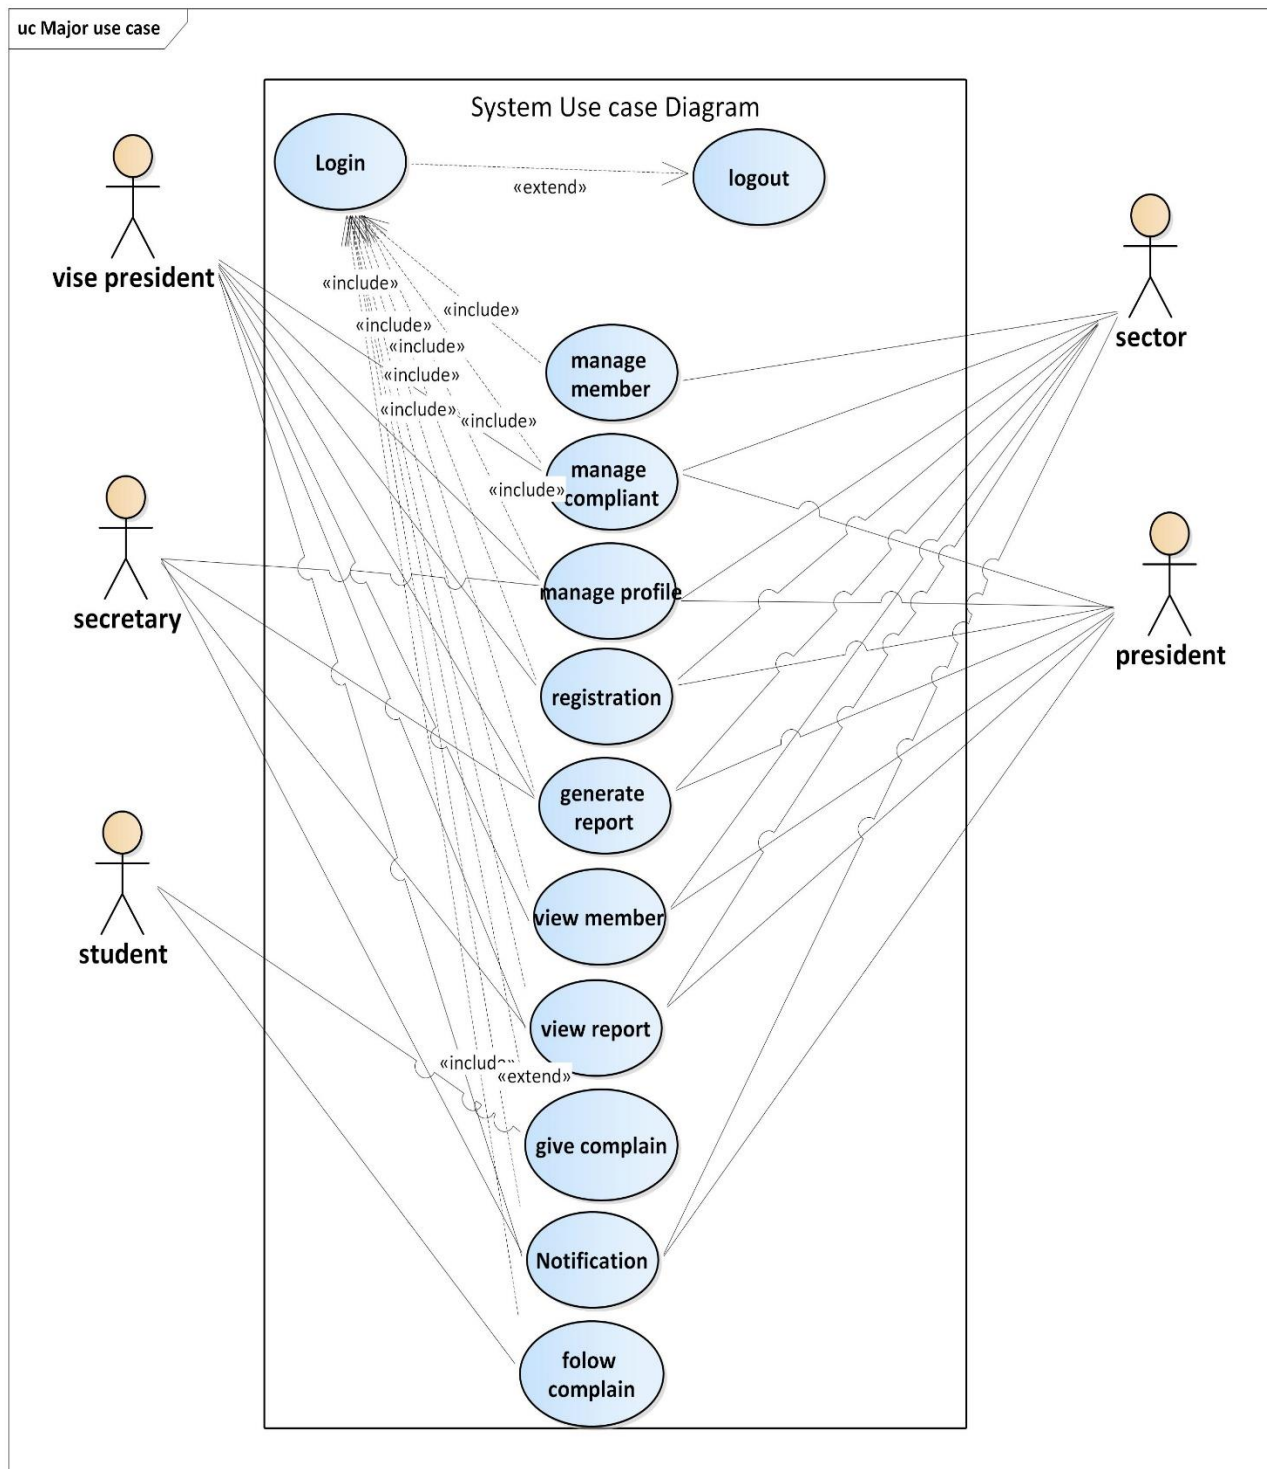 uc Major use case
System Use case Diagram
Login
logout
«extend»
vise president
sector
«include»
«include»
«include»
«include»
«include»
«include»
«include»
«include»
manage
member
manage
compliant
secretary
manage profile
president
registration
generate
report
student
view member
view report
«include»
«extend»
give complain
Notification
folow
complain